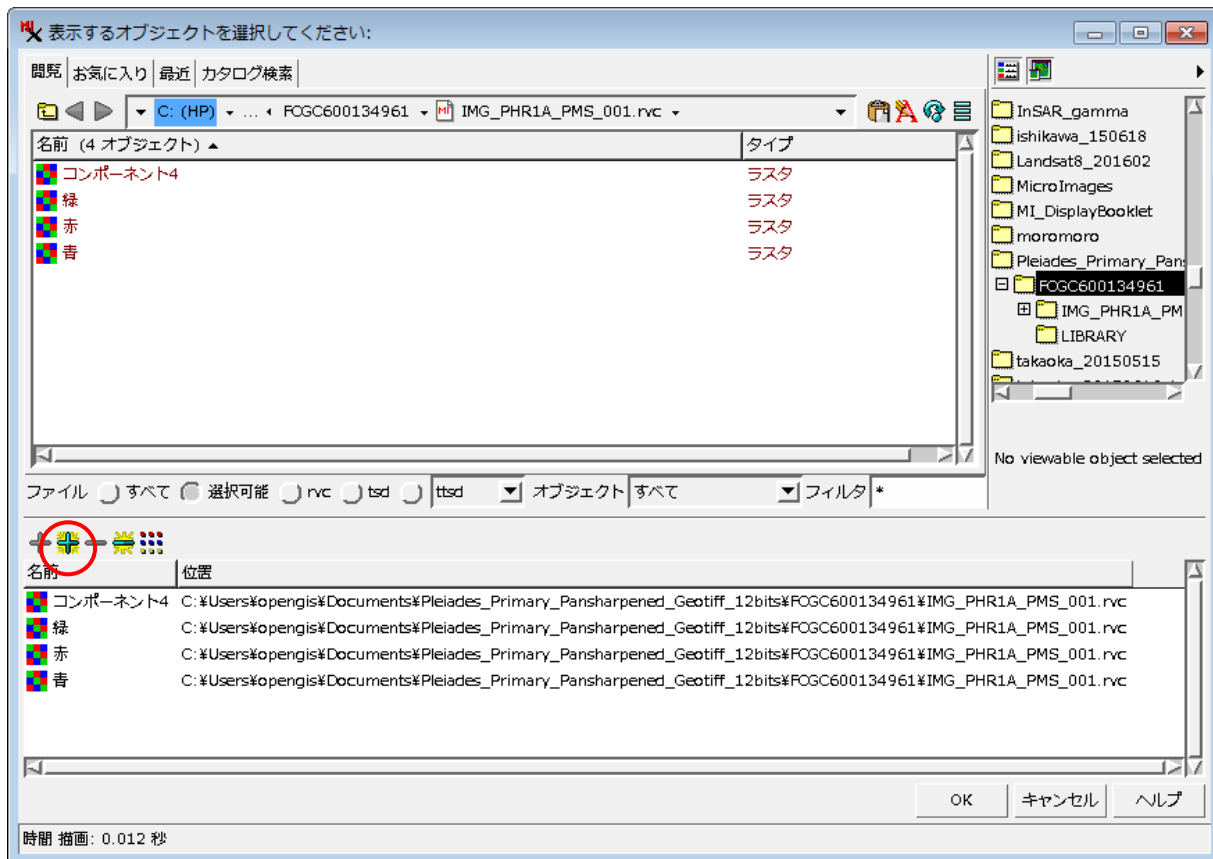 表示するオブジェクトを選択してください:
閲覧 お気に入り 最近 カタログ検索
C: (HP) ... FCGC600134961 IMG_PHR1A_PMS_001.rvc
名前 (4 オブジェクト) タイプ
コンポーネント4 ラスタ
緑 ラスタ
赤 ラスタ
青 ラスタ
InSAR_gamma
ishikawa_150618
Landsat8_201602
MicroImages
MI_DisplayBooklet
moromoro
Pleiades_Primary_Pan
FCGC600134961
IMG_PHR1A_PM
LIBRARY
takaoka_20150515
No viewable object selected
ファイル すべて 選択可能 rvc tsd ttsd オブジェクト すべて フィルタ *
名前 位置
コンポーネント4 C:¥Users¥opengis¥Documents¥Pleiades_Primary_Pansharpened_Geotiff_12bits¥FCGC600134961¥IMG_PHR1A_PMS_001.rvc
緑 C:¥Users¥opengis¥Documents¥Pleiades_Primary_Pansharpened_Geotiff_12bits¥FCGC600134961¥IMG_PHR1A_PMS_001.rvc
赤 C:¥Users¥opengis¥Documents¥Pleiades_Primary_Pansharpened_Geotiff_12bits¥FCGC600134961¥IMG_PHR1A_PMS_001.rvc
青 C:¥Users¥opengis¥Documents¥Pleiades_Primary_Pansharpened_Geotiff_12bits¥FCGC600134961¥IMG_PHR1A_PMS_001.rvc
OK キャンセル ヘルプ
時間 描画: 0.012 秒